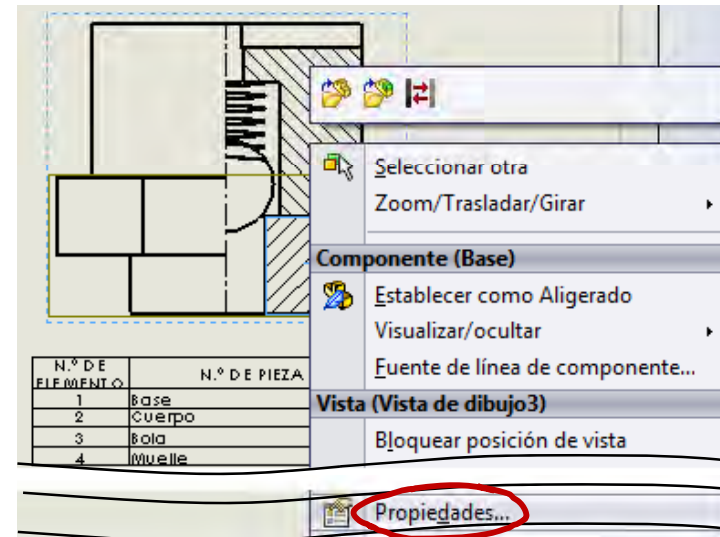 Seleccionar otra
Zoom/Trasladar/Girar
Componente (Base)
Establecer como Aligerado
Visualizar/ocultar
Fuente de línea de componente...
Vista (Vista de dibujo3)
Bloquear posición de vista
N.º DE ELEMENTO
N.º DE PIEZA
1 Base
2 Cuerpo
3 Bola
4 Muelle
Propiedades...